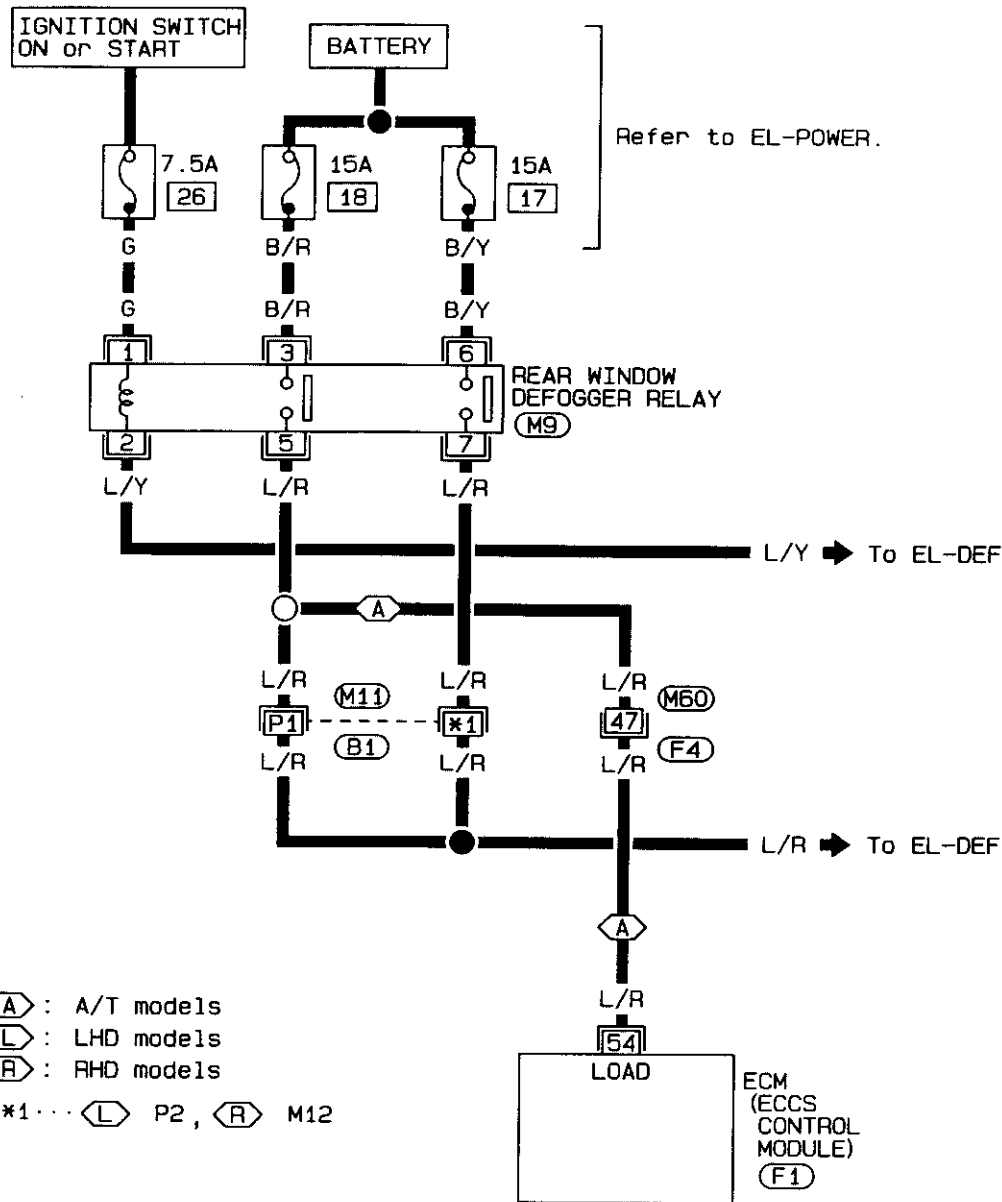 IGNITION SWITCH
ON or START
BATTERY
Refer to EL-POWER.
7.5A
26
15A
18
15A
17
G
B/R
B/Y
G
B/R
B/Y
1
3
6
REAR WINDOW
DEFOGGER RELAY
M9
2
5
7
L/Y
L/R
L/R
L/Y
To EL-DEF
A
L/R
M11
L/R
L/R
M60
P1
*1
47
L/R
B1
L/R
L/R
F4
L/R
To EL-DEF
A
L/R
54
LOAD
ECM
(ECCS
CONTROL
MODULE)
F1
A : A/T models
L : LHD models
R : RHD models
*1 ··· L P2, R M12